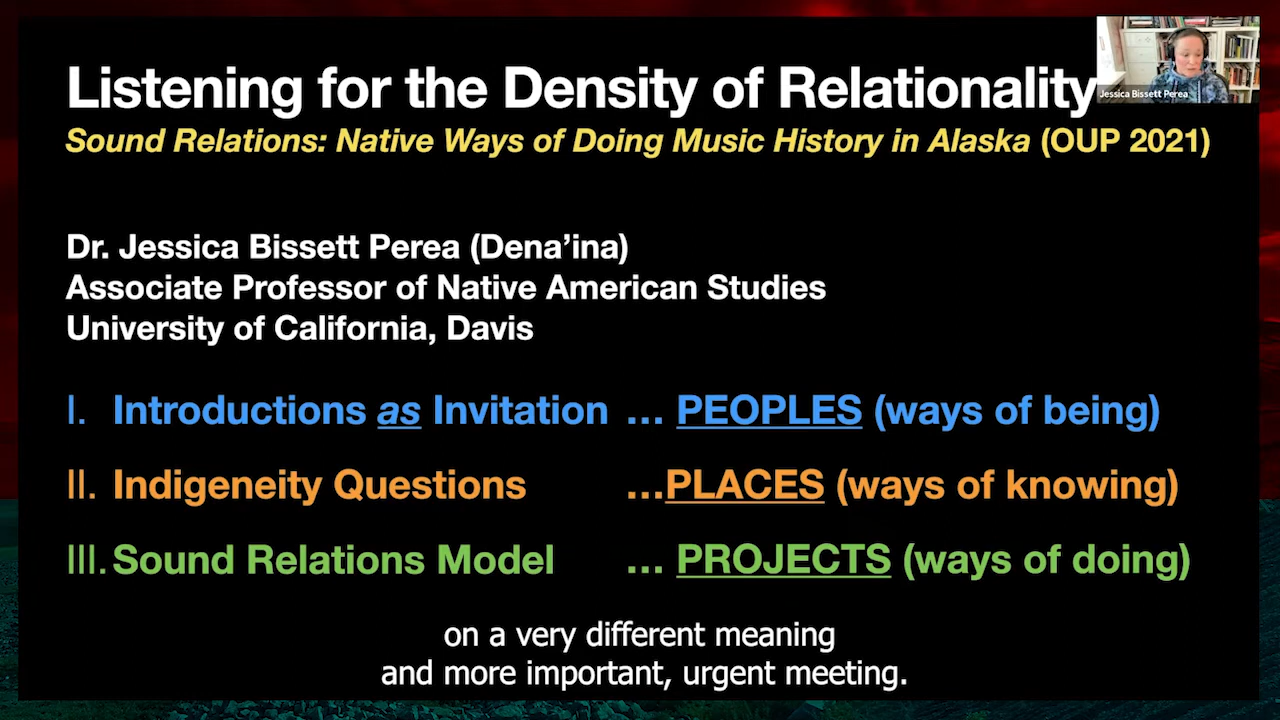 Listening for the Density of Relationality
Jessica Bissett Perea
Sound Relations: Native Ways of Doing Music History in Alaska (OUP 2021)
Dr. Jessica Bissett Perea (Dena’ina)
Associate Professor of Native American Studies
University of California, Davis
I. Introductions as Invitation ... PEOPLES (ways of being)
II. Indigeneity Questions ...PLACES (ways of knowing)
III. Sound Relations Model ... PROJECTS (ways of doing)
on a very different meaning
and more important, urgent meeting.